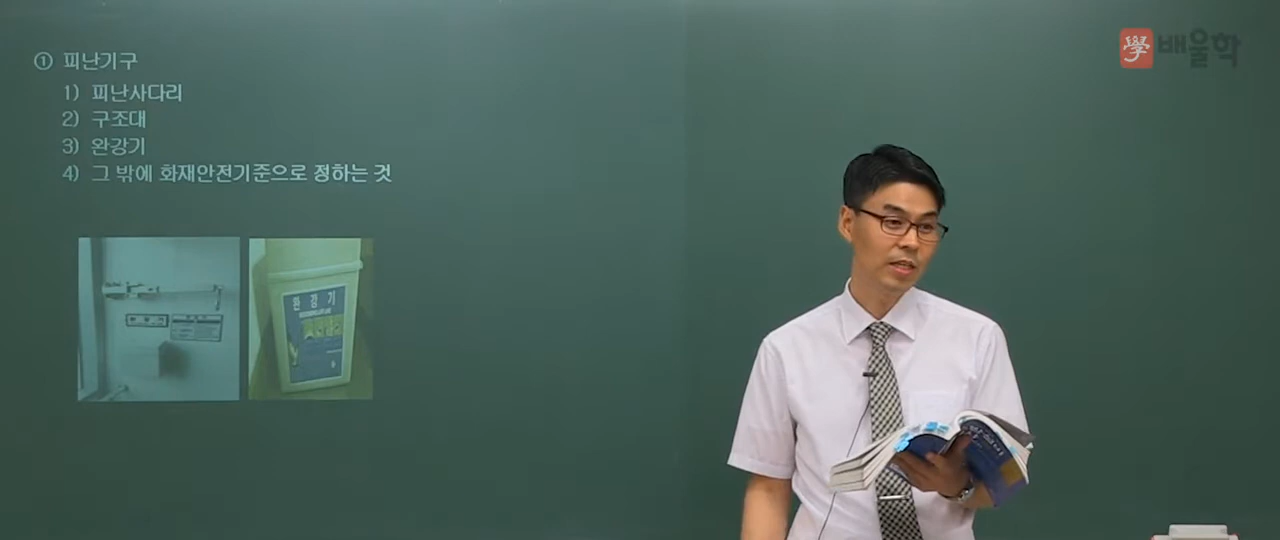 ① 피난기구
1) 피난사다리
2) 구조대
3) 완강기
4) 그 밖에 화재안전기준으로 정하는 것
學 배울학
완강기